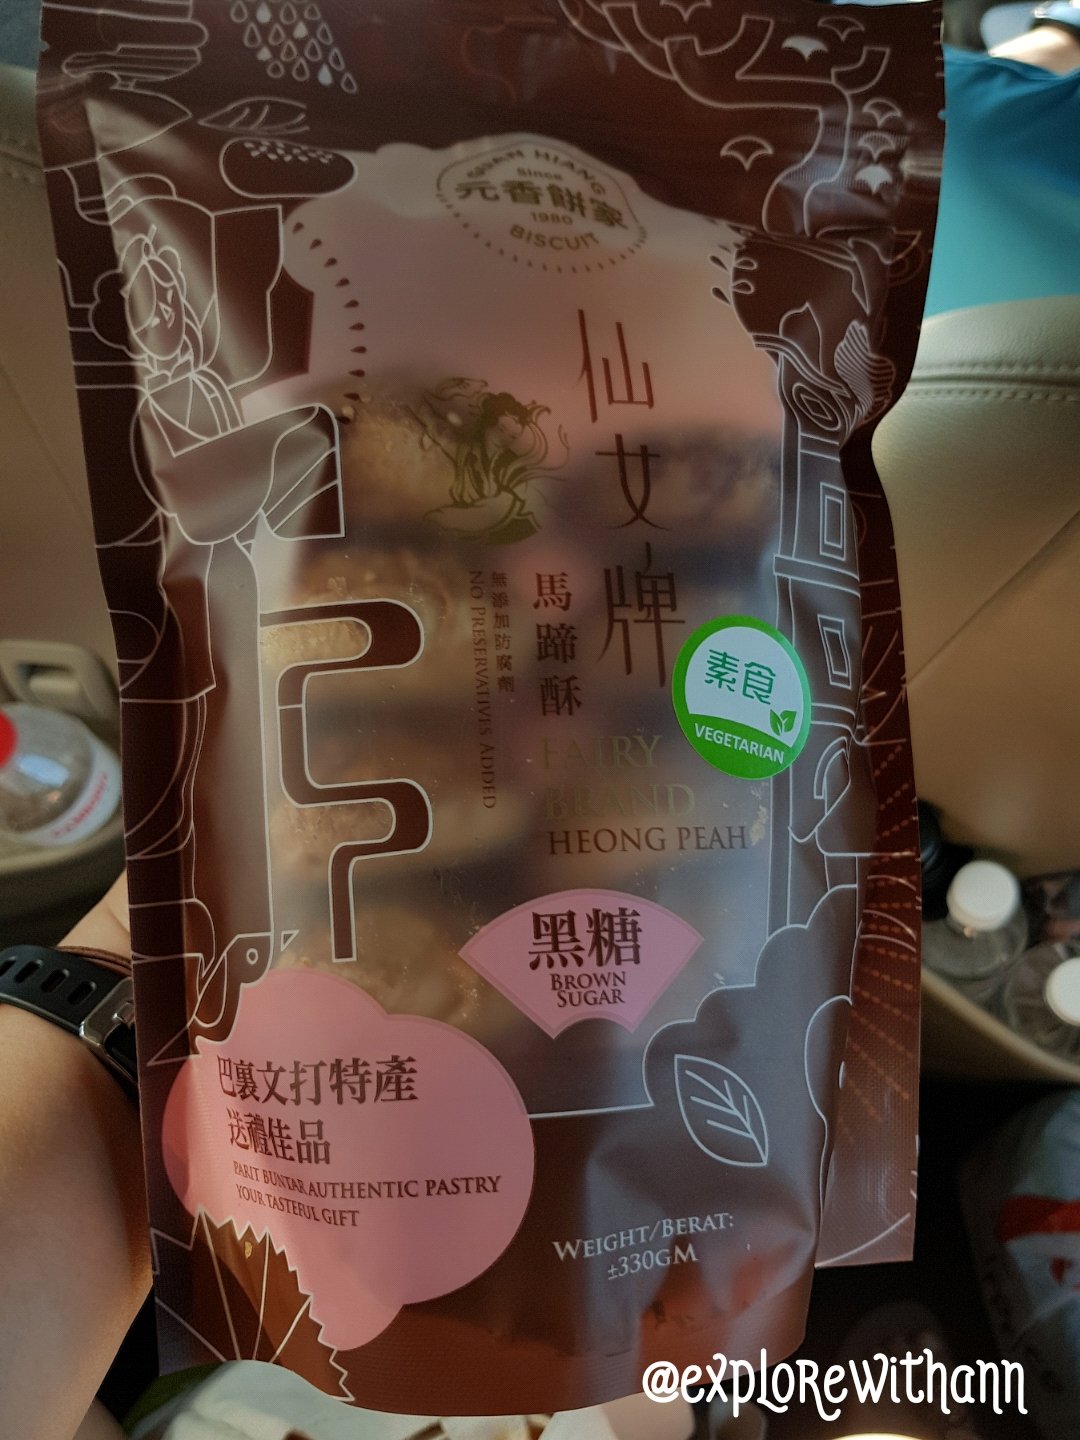 GUAN HIANG
Since
元香餅家
1980
BISCUIT
仙女牌
馬蹄酥
無添加防腐劑
NO PRESERVATIVES ADDED
素食
VEGETARIAN
FAIRY
BRAND
HEONG PEAH
黑糖
BROWN
SUGAR
巴裏文打特產
送禮佳品
PARIT BUNTAR AUTHENTIC PASTRY
YOUR TASTEFUL GIFT
WEIGHT/BERAT:
±330GM
@exploRewithann